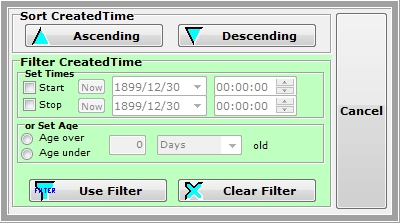 Sort CreatedTime
Ascending Descending
Filter CreatedTime
Set Times
Start Now 1899/12/30 00:00:00
Stop Now 1899/12/30 00:00:00
or Set Age
Age over
Age under
0 Days old
FILTER Use Filter Clear Filter
Cancel